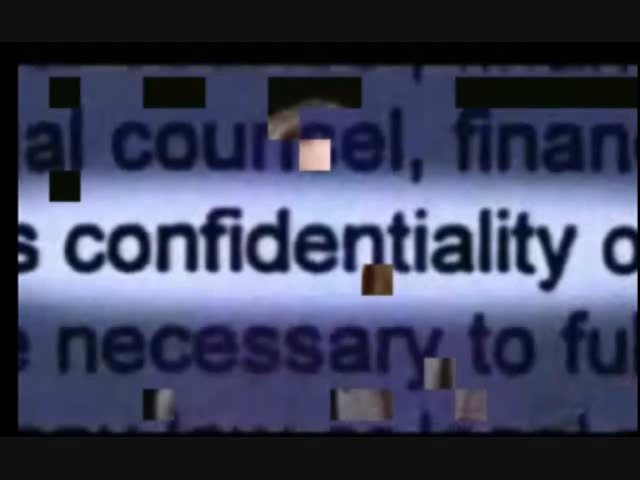 al counsel, finan
s confidentiality o
e necessary to fu